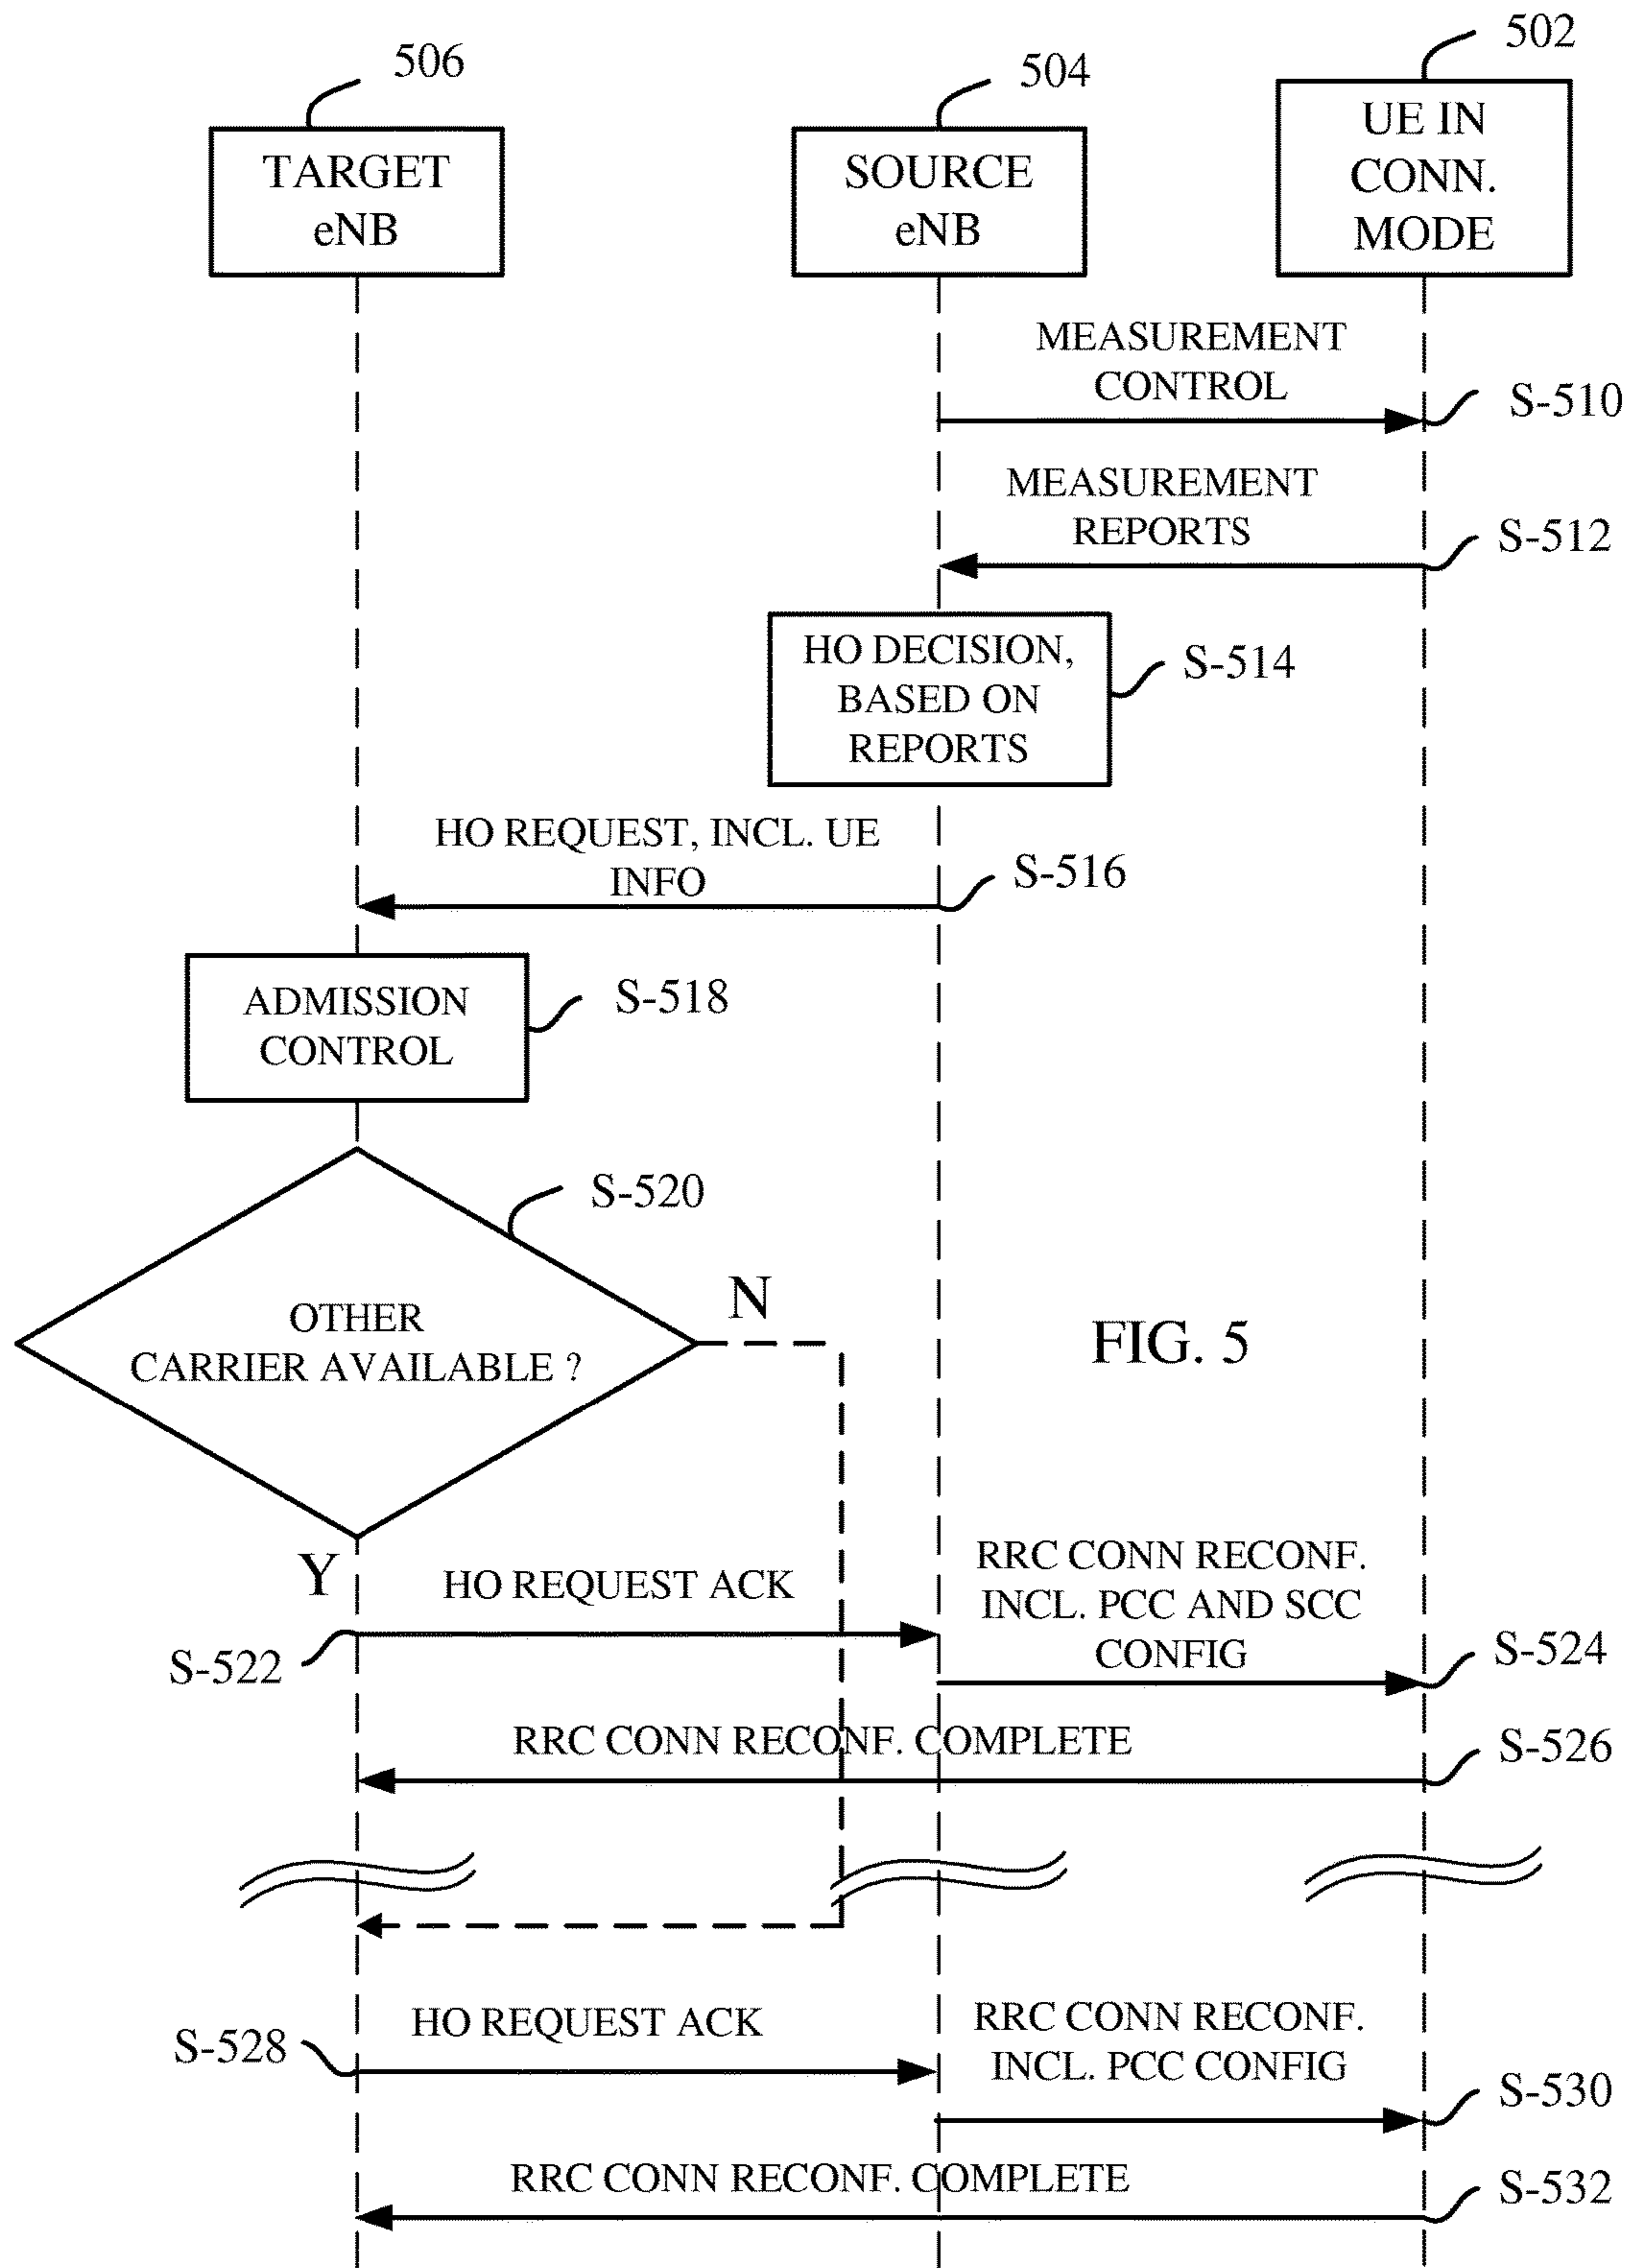 506
504
502
TARGET
eNB
SOURCE
eNB
UE IN
CONN.
MODE
MEASUREMENT
CONTROL
S-510
MEASUREMENT
REPORTS
S-512
HO DECISION,
BASED ON
REPORTS
S-514
HO REQUEST, INCL. UE
INFO
S-516
ADMISSION
CONTROL
S-518
S-520
OTHER
CARRIER AVAILABLE ?
N
FIG. 5
Y
HO REQUEST ACK
S-522
RRC CONN RECONF.
INCL. PCC AND SCC
CONFIG
S-524
RRC CONN RECONF. COMPLETE
S-526
HO REQUEST ACK
S-528
RRC CONN RECONF.
INCL. PCC CONFIG
S-530
RRC CONN RECONF. COMPLETE
S-532